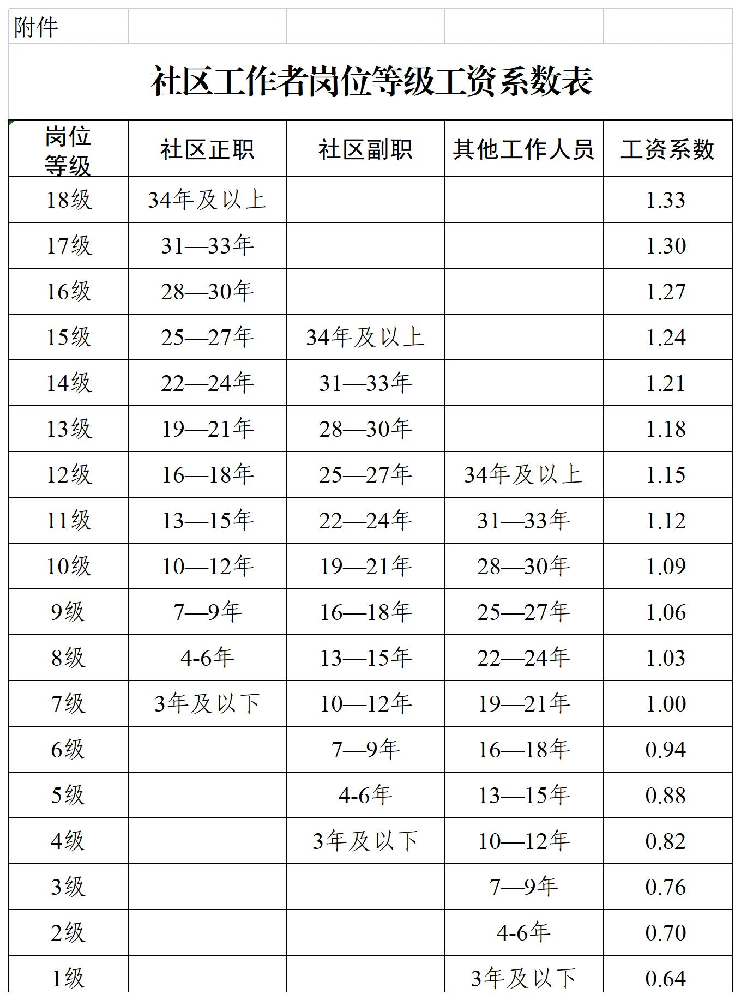 附件
社区工作者岗位等级工资系数表
岗位
等级 社区正职 社区副职 其他工作人员 工资系数
18级 34年及以上 1.33
17级 31—33年 1.30
16级 28—30年 1.27
15级 25—27年 34年及以上 1.24
14级 22—24年 31—33年 1.21
13级 19—21年 28—30年 1.18
12级 16—18年 25—27年 34年及以上 1.15
11级 13—15年 22—24年 31—33年 1.12
10级 10—12年 19—21年 28—30年 1.09
9级 7—9年 16—18年 25—27年 1.06
8级 4-6年 13—15年 22—24年 1.03
7级 3年及以下 10—12年 19—21年 1.00
6级 7—9年 16—18年 0.94
5级 4-6年 13—15年 0.88
4级 3年及以下 10—12年 0.82
3级 7—9年 0.76
2级 4-6年 0.70
1级 3年及以下 0.64